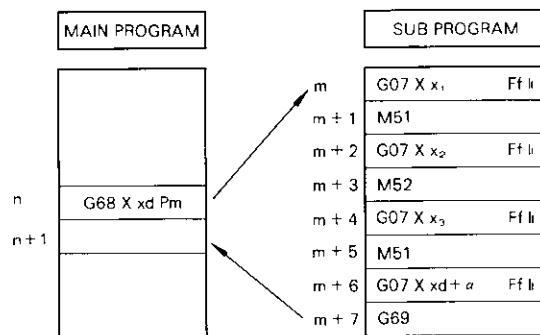 MAIN PROGRAM
SUB PROGRAM
m G07 X x₁ Ff
m + 1 M51
m + 2 G07 X x₂ Ff
m + 3 M52
n G68 X xd Pm
m + 4 G07 X x₃ Ff
n + 1
m + 5 M51
m + 6 G07 X xd + α Ff
m + 7 G69